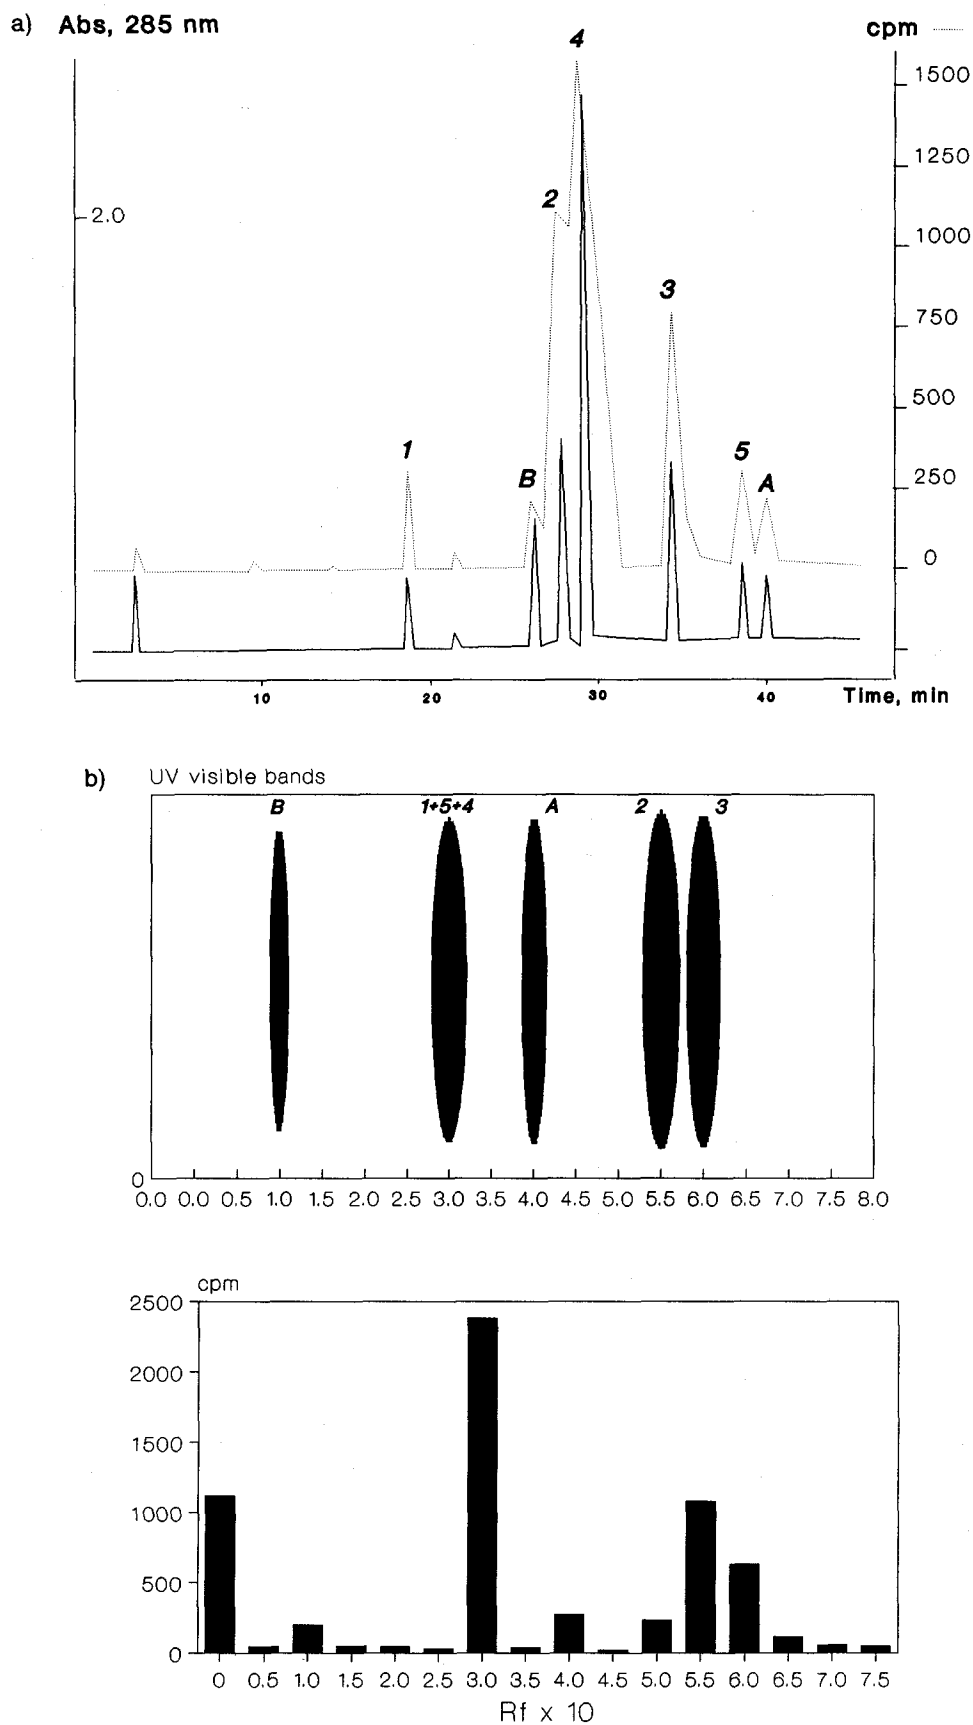 a) Abs, 285 nm
cpm
4
1500
1250
2
2.0
1000
3
750
500
1
5
B
A
250
0
10 20 30 40 Time, min
b) UV visible bands
B 1+5+4 A 2 3
0
0.0 0.0 0.5 1.0 1.5 2.0 2.5 3.0 3.5 4.0 4.5 5.0 5.5 6.0 6.5 7.0 7.5 8.0
cpm
2500
2000
1500
1000
500
0
0 0.5 1.0 1.5 2.0 2.5 3.0 3.5 4.0 4.5 5.0 5.5 6.0 6.5 7.0 7.5
Rf x 10